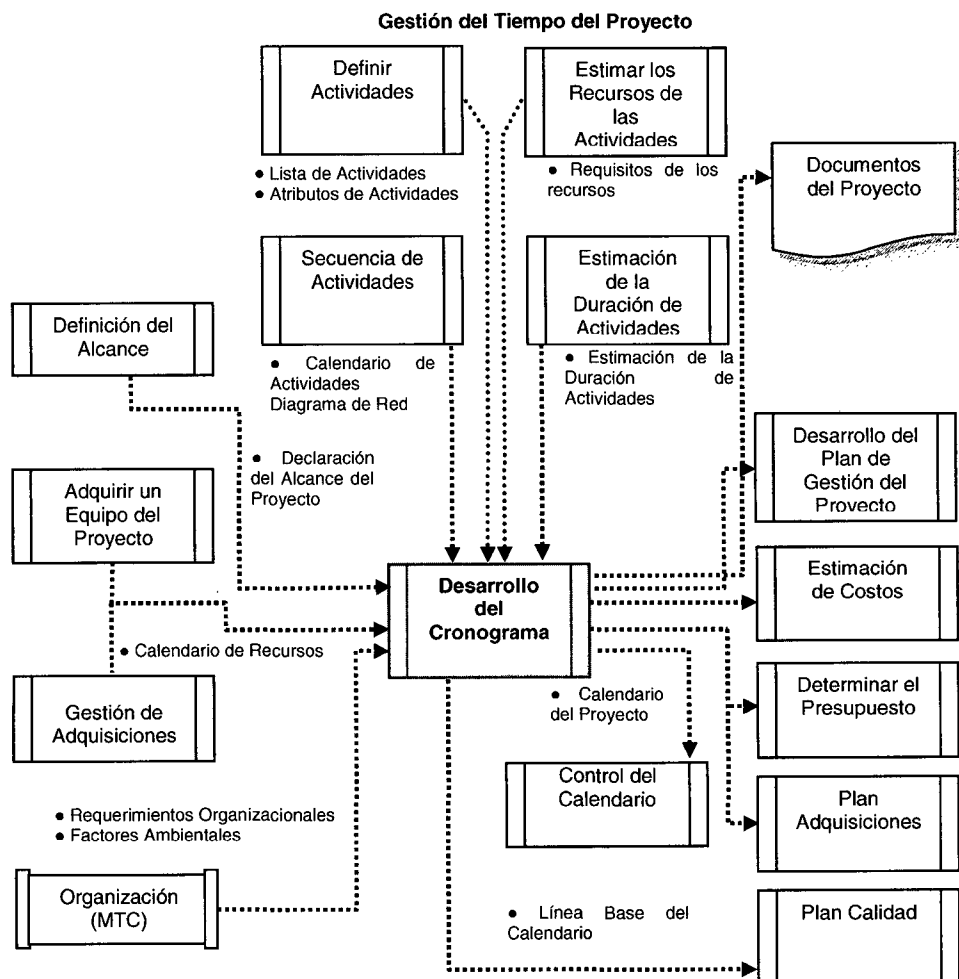 Gestión del Tiempo del Proyecto
Definir
Actividades
● Lista de Actividades
● Atributos de Actividades
Estimar los
Recursos de
las
Actividades
● Requisitos de los
recursos
Documentos
del Proyecto
Secuencia de
Actividades
● Calendario de
Actividades
Diagrama de Red
Estimación
de la
Duración de
Actividades
● Estimación de la
Duración de
Actividades
Definición del
Alcance
● Declaración
del Alcance del
Proyecto
Desarrollo del
Plan de
Gestión del
Proyecto
Adquirir un
Equipo del
Proyecto
● Calendario de Recursos
Desarrollo
del
Cronograma
Estimación
de Costos
Gestión de
Adquisiciones
● Calendario
del Proyecto
Determinar el
Presupuesto
Control del
Calendario
Plan
Adquisiciones
● Requerimientos Organizacionales
● Factores Ambientales
Organización
(MTC)
● Línea Base del
Calendario
Plan Calidad